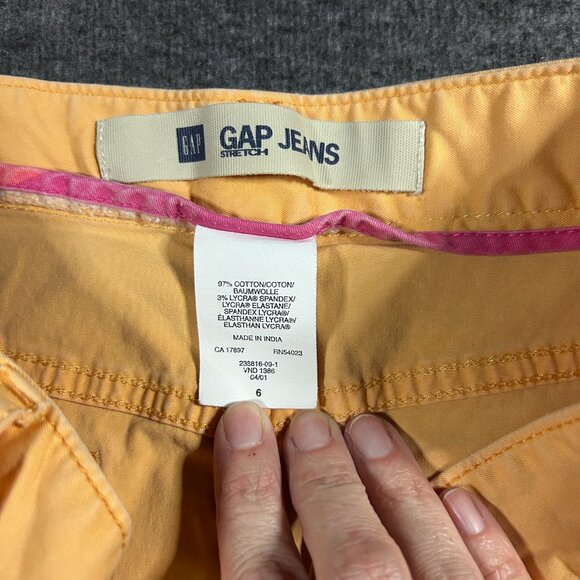 GAP
GAP JEANS
STRETCH
97% COTTON/COTON/
BAUMWOLLE
3% LYCRA® SPANDEX/
LYCRA® ELASTANE/
SPANDEX LYCRA®/
ÉLASTHANNE LYCRA®/
ELASTHAN LYCRA®
MADE IN INDIA
CA 17897 RN54023
238816-09-1
VND 1386
04/01
6